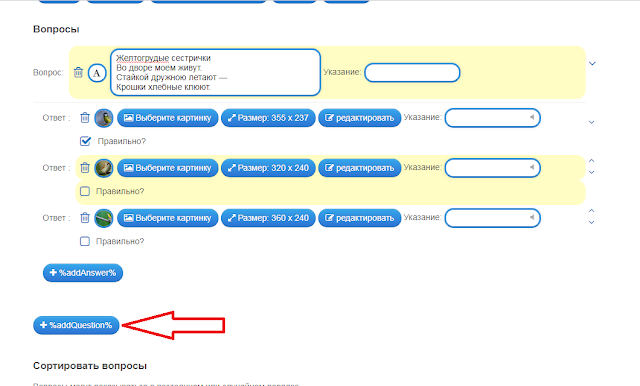 Вопросы
Вопрос: A Желтогрудые сестрички Указание:
Во дворе моем живут.
Стайкой дружною летают —
Крошки хлебные клюют.
Ответ : Выберите картинку Размер: 355 x 237 редактировать Указание:
Правильно?
Ответ : Выберите картинку Размер: 320 x 240 редактировать Указание:
Правильно?
Ответ : Выберите картинку Размер: 360 x 240 редактировать Указание:
Правильно?
%addAnswer%
%addQuestion%
Сортировать вопросы